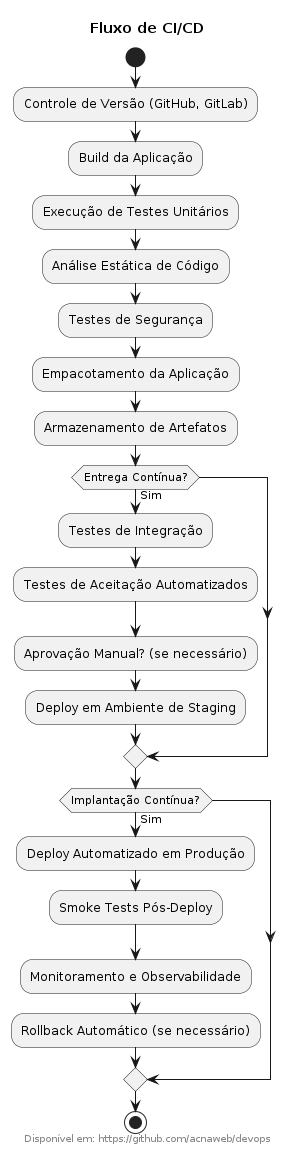 Fluxo de CI/CD
Controle de Versão (GitHub, GitLab)
Build da Aplicação
Execução de Testes Unitários
Análise Estática de Código
Testes de Segurança
Empacotamento da Aplicação
Armazenamento de Artefatos
Entrega Contínua?
Sim
Testes de Integração
Testes de Aceitação Automatizados
Aprovação Manual? (se necessário)
Deploy em Ambiente de Staging
Implantação Contínua?
Sim
Deploy Automatizado em Produção
Smoke Tests Pós-Deploy
Monitoramento e Observabilidade
Rollback Automático (se necessário)
Disponível em: https://github.com/acnaweb/devops